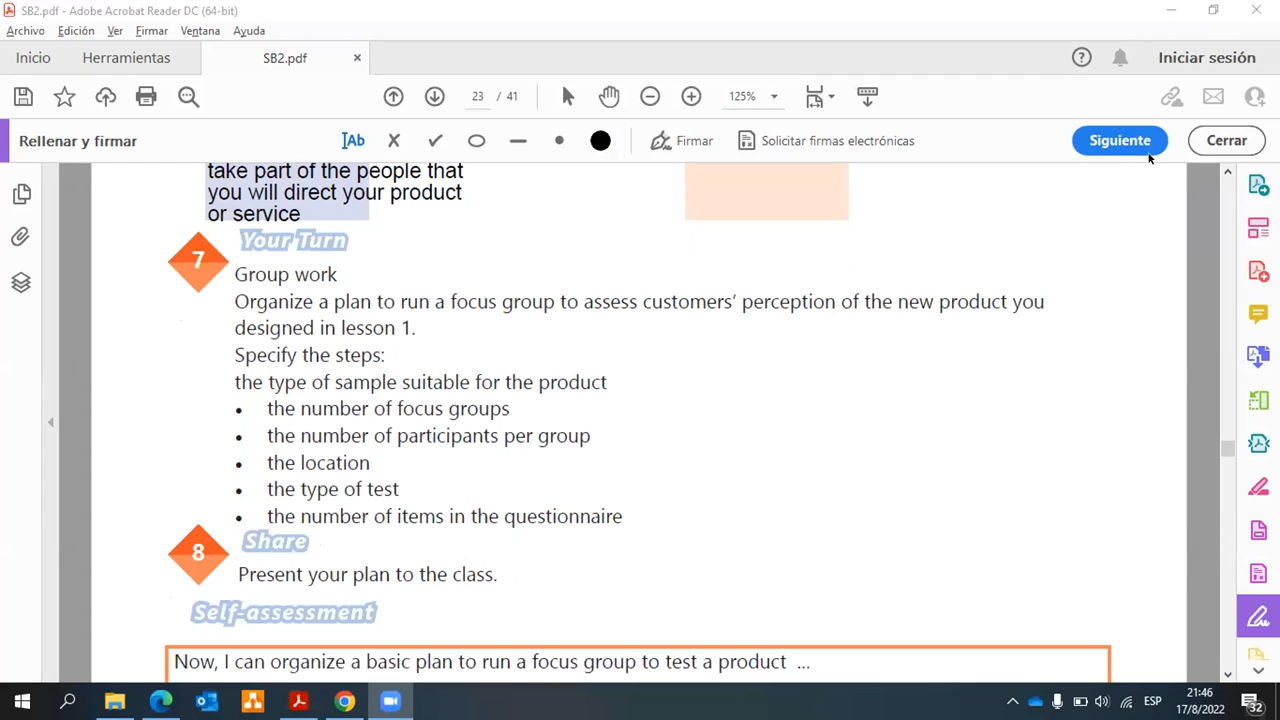 SB2.pdf - Adobe Acrobat Reader DC (64-bit)
Archivo Edición Ver Firmar Ventana Ayuda
Inicio Herramientas SB2.pdf × Iniciar sesión
23 / 41 125%
Rellenar y firmar Ab Firmar Solicitar firmas electrónicas Siguiente Cerrar
take part of the people that
you will direct your product
or service
7 Your Turn
Group work
Organize a plan to run a focus group to assess customers’ perception of the new product you
designed in lesson 1.
Specify the steps:
the type of sample suitable for the product
• the number of focus groups
• the number of participants per group
• the location
• the type of test
• the number of items in the questionnaire
8 Share
Present your plan to the class.
Self-assessment
Now, I can organize a basic plan to run a focus group to test a product ...
ESP
21:46
17/8/2022
32